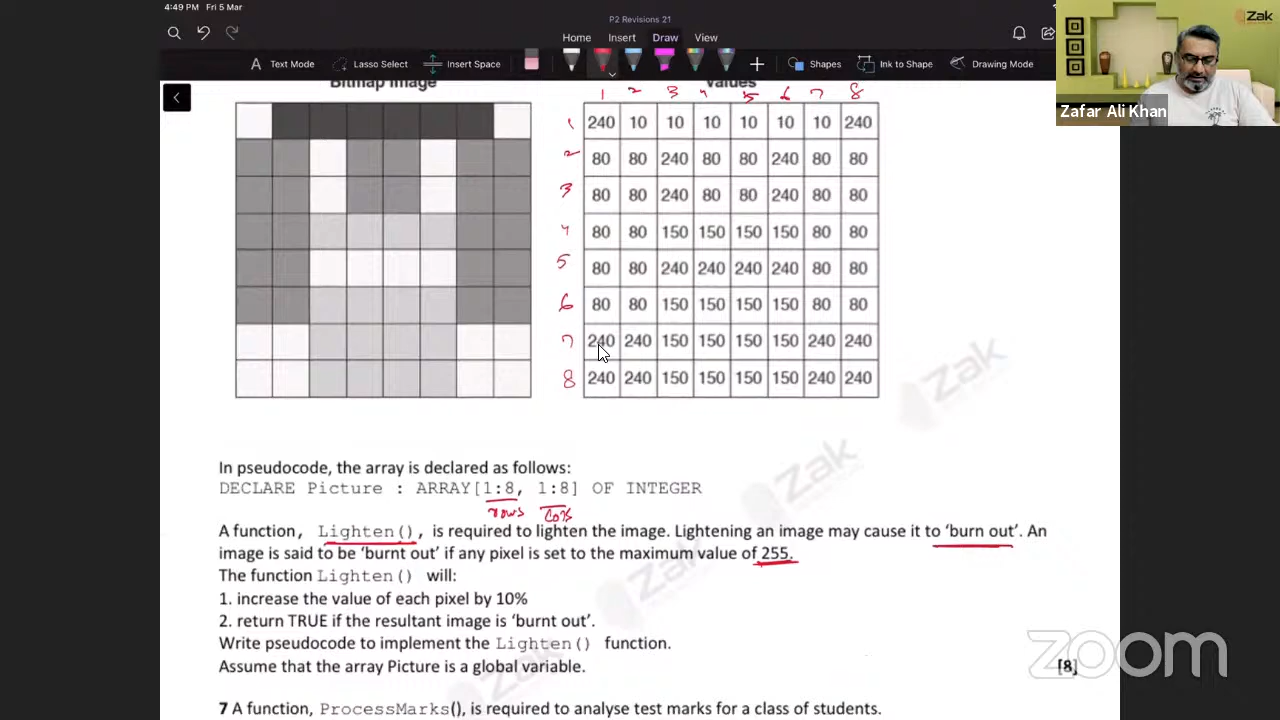 4:49 PM Fri 5 Mar
P2 Revisions 21
Home Insert Draw View
Text Mode Lasso Select Insert Space Shapes Ink to Shape Drawing Mode
Zak
Zafar Ali Khan
Bitmap Image Values
1 2 3 4 5 6 7 8
1 240 10 10 10 10 10 10 240
2 80 80 240 80 80 240 80 80
3 80 80 240 80 80 240 80 80
4 80 80 150 150 150 150 80 80
5 80 80 240 240 240 240 80 80
6 80 80 150 150 150 150 80 80
7 240 240 150 150 150 150 240 240
8 240 240 150 150 150 150 240 240
Zak
Zak
Zak
In pseudocode, the array is declared as follows:
DECLARE Picture : ARRAY[1:8, 1:8] OF INTEGER
rows cols
A function, Lighten(), is required to lighten the image. Lightening an image may cause it to 'burn out'. An
image is said to be 'burnt out' if any pixel is set to the maximum value of 255.
The function Lighten() will:
1. increase the value of each pixel by 10%
2. return TRUE if the resultant image is 'burnt out'.
Write pseudocode to implement the Lighten() function.
Assume that the array Picture is a global variable.
[8]
zoom
7 A function, ProcessMarks(), is required to analyse test marks for a class of students.